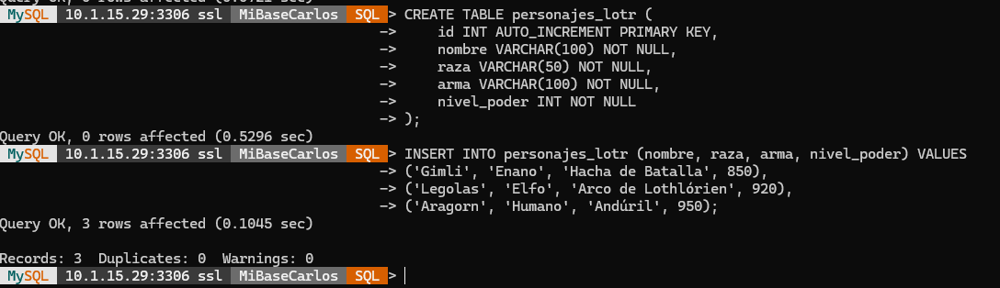 Query OK, 0 rows affected (0.0721 sec)
MySQL 10.1.15.29:3306 ssl MiBaseCarlos SQL > CREATE TABLE personajes_lotr (
-> id INT AUTO_INCREMENT PRIMARY KEY,
-> nombre VARCHAR(100) NOT NULL,
-> raza VARCHAR(50) NOT NULL,
-> arma VARCHAR(100) NOT NULL,
-> nivel_poder INT NOT NULL
-> );
Query OK, 0 rows affected (0.5296 sec)
MySQL 10.1.15.29:3306 ssl MiBaseCarlos SQL > INSERT INTO personajes_lotr (nombre, raza, arma, nivel_poder) VALUES
-> ('Gimli', 'Enano', 'Hacha de Batalla', 850),
-> ('Legolas', 'Elfo', 'Arco de Lothlórien', 920),
-> ('Aragorn', 'Humano', 'Andúril', 950);
Query OK, 3 rows affected (0.1045 sec)
Records: 3 Duplicates: 0 Warnings: 0
MySQL 10.1.15.29:3306 ssl MiBaseCarlos SQL >